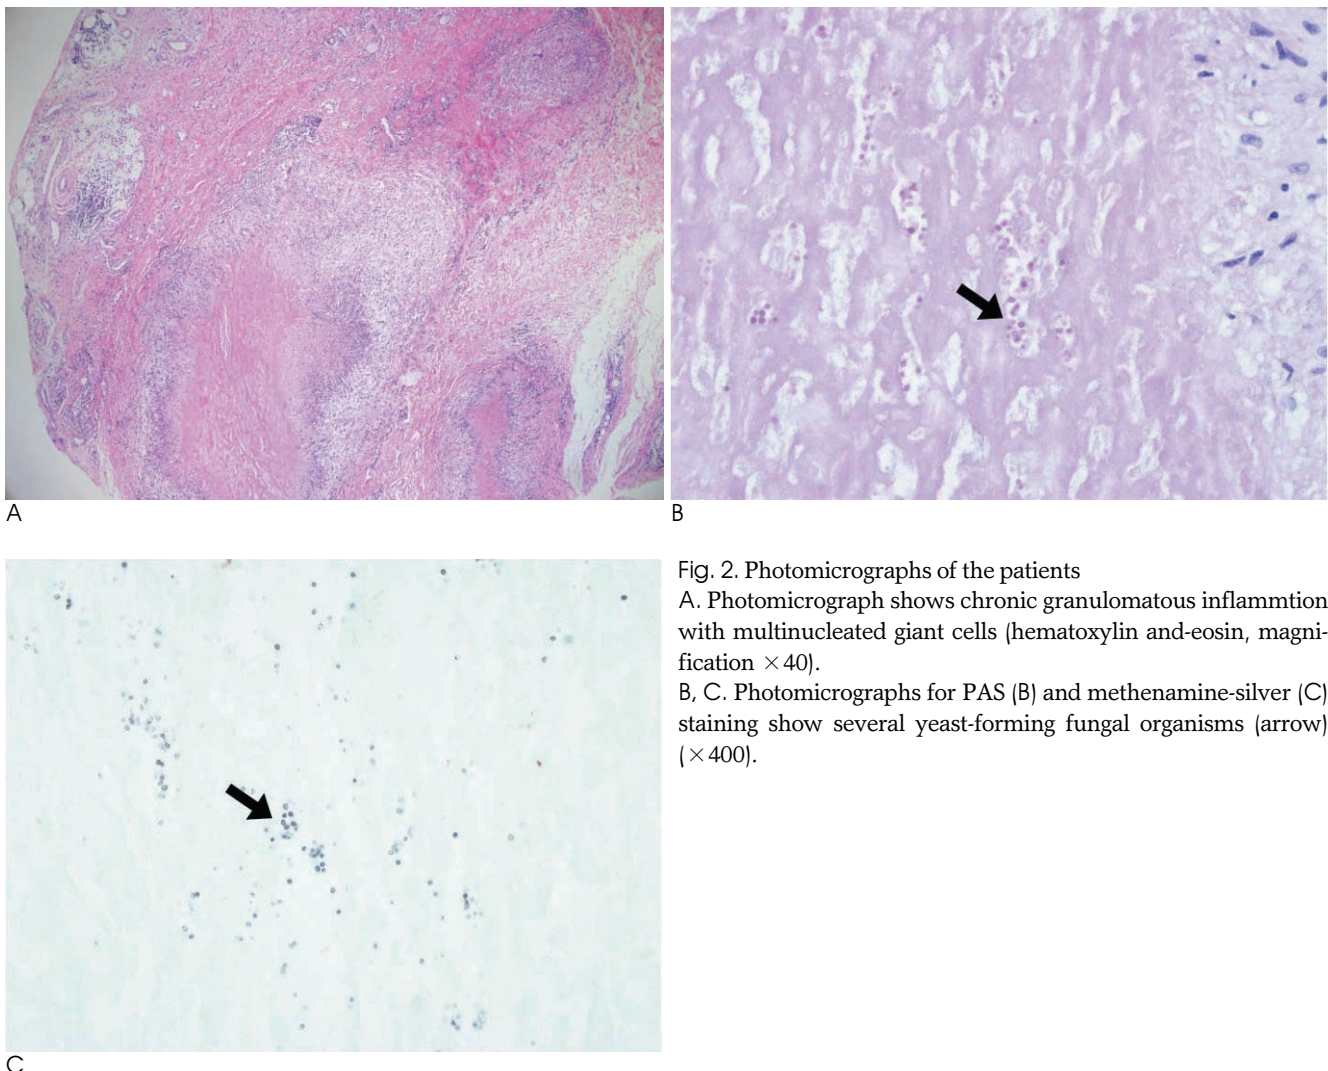 A
B
C
Fig. 2. Photomicrographs of the patients
A. Photomicrograph shows chronic granulomatous inflammtion
with multinucleated giant cells (hematoxylin and-eosin, magni-
fication ×40).
B, C. Photomicrographs for PAS (B) and methenamine-silver (C)
staining show several yeast-forming fungal organisms (arrow)
(×400).